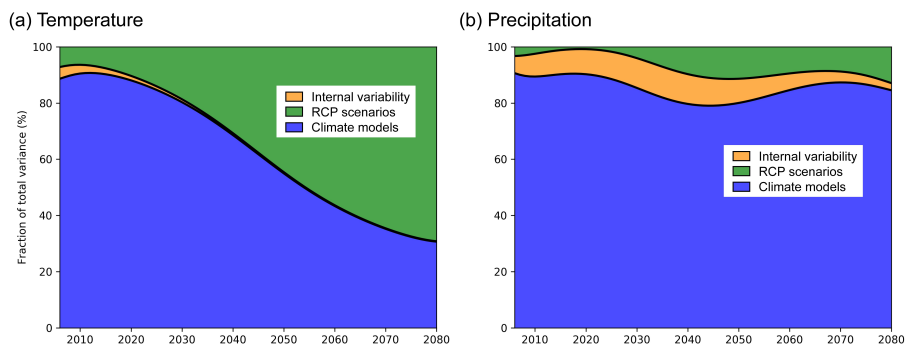 (a) Temperature
(b) Precipitation
Fraction of total variance (%)
100
80
60
40
20
0
Internal variability
RCP scenarios
Climate models
2010 2020 2030 2040 2050 2060 2070 2080
100
80
60
40
20
0
Internal variability
RCP scenarios
Climate models
2010 2020 2030 2040 2050 2060 2070 2080